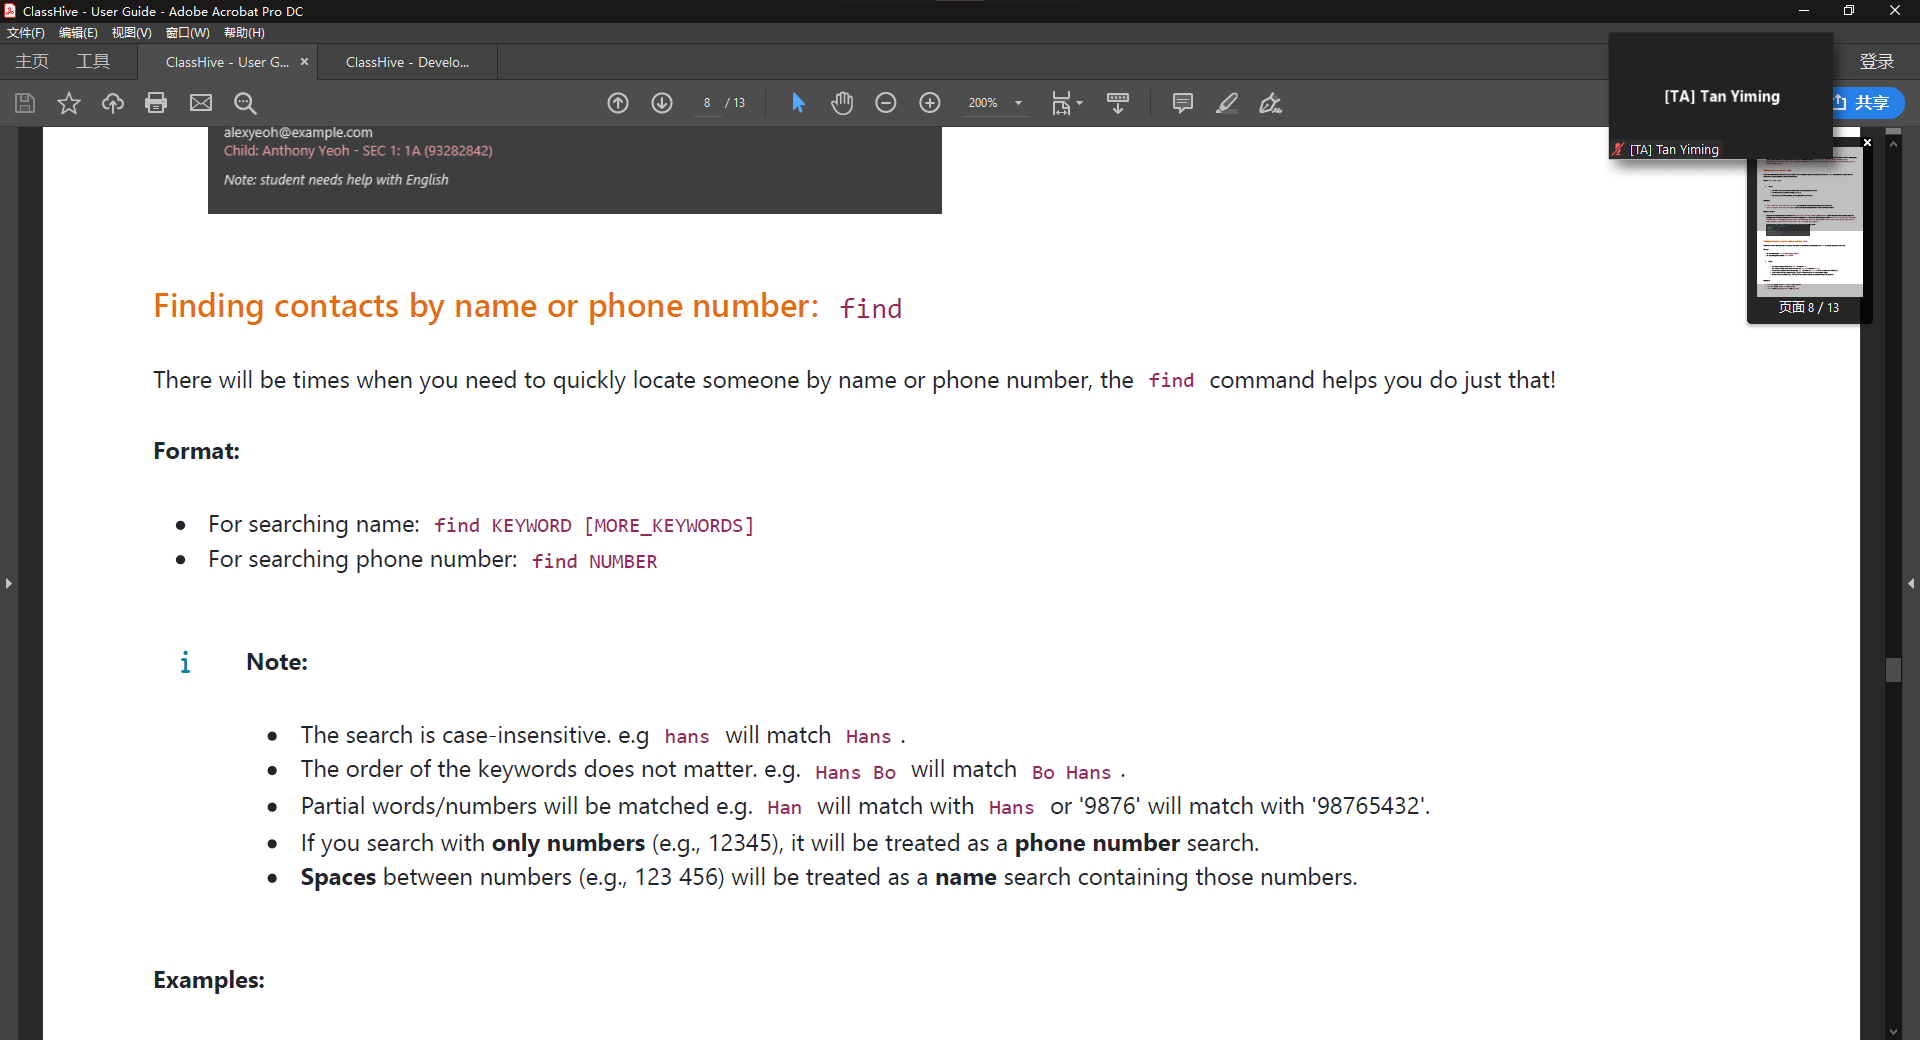 ClassHive - User Guide - Adobe Acrobat Pro DC
文件(F) 编辑(E) 视图(V) 窗口(W) 帮助(H)
主页 工具 ClassHive - User G... × ClassHive - Develo... 登录
8 / 13 200% 共享
[TA] Tan Yiming
[TA] Tan Yiming
页面 8 / 13
alexyeoh@example.com
Child: Anthony Yeoh - SEC 1: 1A (93282842)
Note: student needs help with English
Finding contacts by name or phone number: find
There will be times when you need to quickly locate someone by name or phone number, the find command helps you do just that!
Format:
• For searching name: find KEYWORD [MORE_KEYWORDS]
• For searching phone number: find NUMBER
i Note:
• The search is case-insensitive. e.g hans will match Hans .
• The order of the keywords does not matter. e.g. Hans Bo will match Bo Hans .
• Partial words/numbers will be matched e.g. Han will match with Hans or '9876' will match with '98765432'.
• If you search with only numbers (e.g., 12345), it will be treated as a phone number search.
• Spaces between numbers (e.g., 123 456) will be treated as a name search containing those numbers.
Examples: